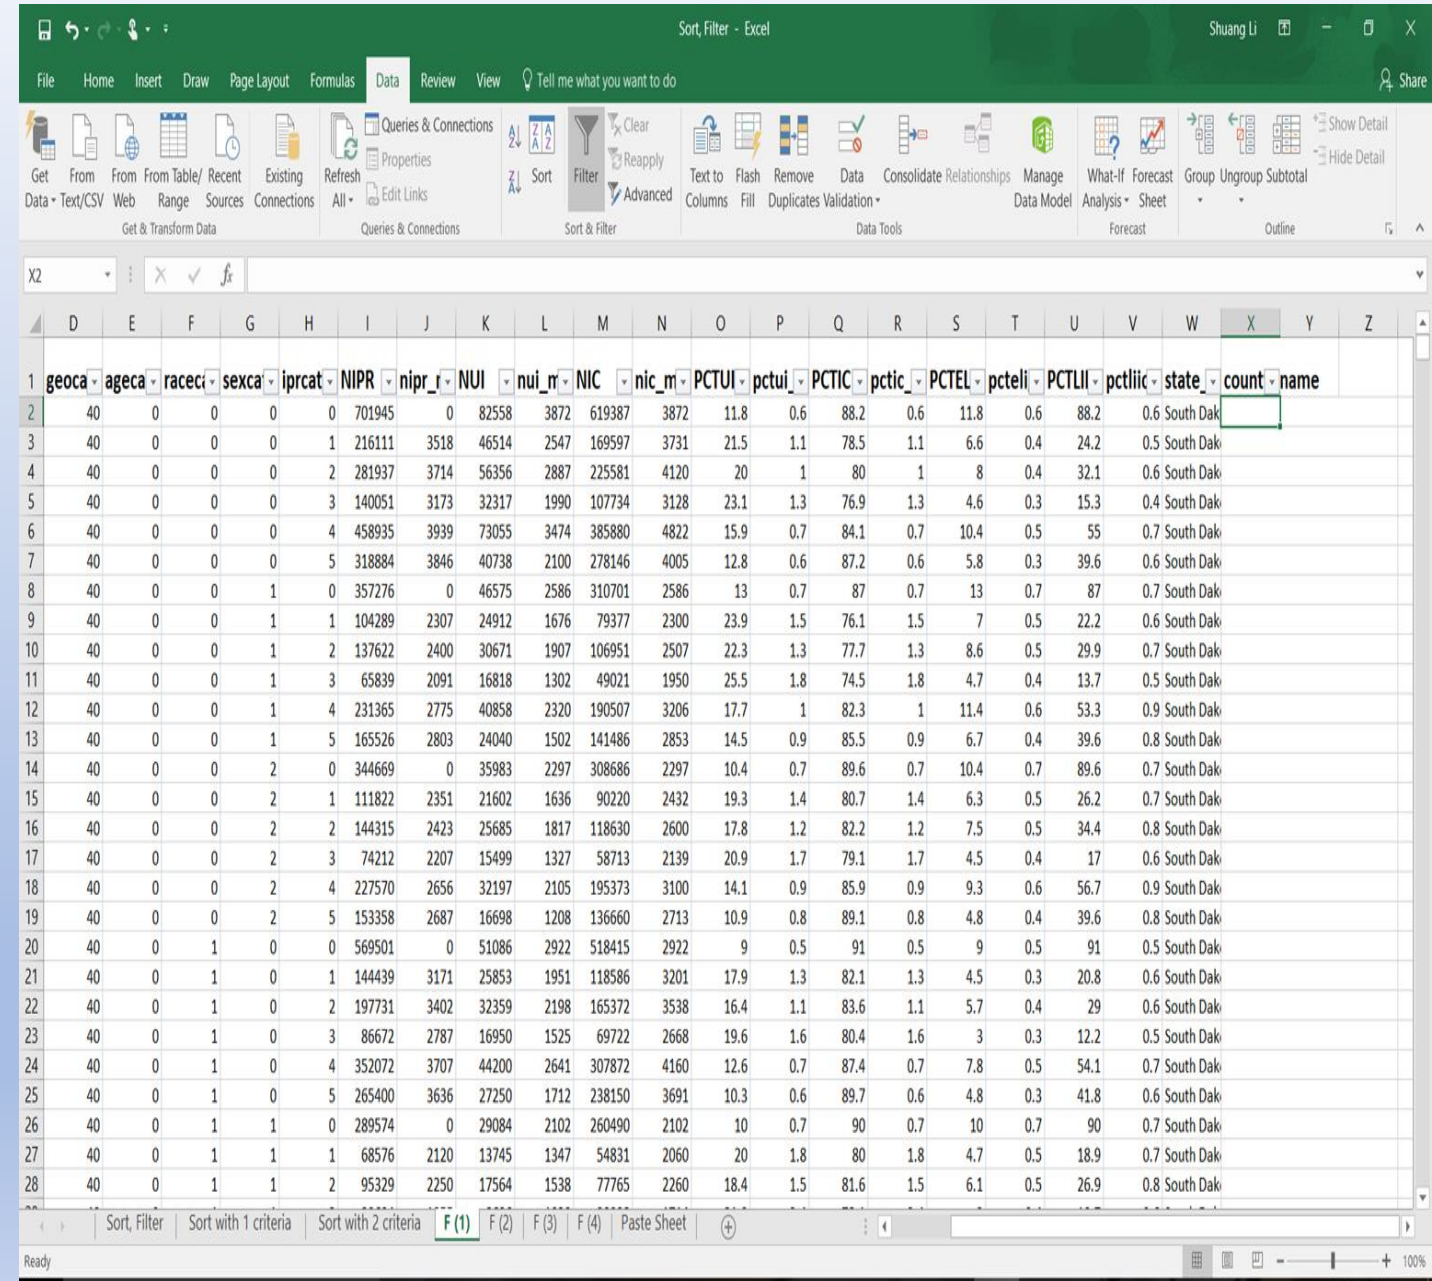 Sort, Filter - Excel Shuang Li
File Home Insert Draw Page Layout Formulas Data Review View Tell me what you want to do Share
Get Data From Text/CSV From Web From Table/ Range Recent Sources Existing Connections Refresh All Queries & Connections Properties Edit Links Sort Filter Clear Reapply Advanced Text to Columns Flash Fill Remove Duplicates Data Validation Consolidate Relationships Manage Data Model What-If Analysis Forecast Sheet Group Ungroup Subtotal Show Detail Hide Detail
Get & Transform Data Queries & Connections Sort & Filter Data Tools Forecast Outline
X2 fx
D E F G H I J K L M N O P Q R S T U V W X Y Z
1 geoca ageca raceca sexca iprcat NIPR nipr_r NUI nui_m NIC nic_m PCTUI pctui_ PCTIC pctic_ PCTEL pcteli PCTLII pctliic state_ count name
2 40 0 0 0 0 701945 0 82558 3872 619387 3872 11.8 0.6 88.2 0.6 11.8 0.6 88.2 0.6 South Dak
3 40 0 0 0 1 216111 3518 46514 2547 169597 3731 21.5 1.1 78.5 1.1 6.6 0.4 24.2 0.5 South Dak
4 40 0 0 0 2 281937 3714 56356 2887 225581 4120 20 1 80 1 8 0.4 32.1 0.6 South Dak
5 40 0 0 0 3 140051 3173 32317 1990 107734 3128 23.1 1.3 76.9 1.3 4.6 0.3 15.3 0.4 South Dak
6 40 0 0 0 4 458935 3939 73055 3474 385880 4822 15.9 0.7 84.1 0.7 10.4 0.5 55 0.7 South Dak
7 40 0 0 0 5 318884 3846 40738 2100 278146 4005 12.8 0.6 87.2 0.6 5.8 0.3 39.6 0.6 South Dak
8 40 0 0 1 0 357276 0 46575 2586 310701 2586 13 0.7 87 0.7 13 0.7 87 0.7 South Dak
9 40 0 0 1 1 104289 2307 24912 1676 79377 2300 23.9 1.5 76.1 1.5 7 0.5 22.2 0.6 South Dak
10 40 0 0 1 2 137622 2400 30671 1907 106951 2507 22.3 1.3 77.7 1.3 8.6 0.5 29.9 0.7 South Dak
11 40 0 0 1 3 65839 2091 16818 1302 49021 1950 25.5 1.8 74.5 1.8 4.7 0.4 13.7 0.5 South Dak
12 40 0 0 1 4 231365 2775 40858 2320 190507 3206 17.7 1 82.3 1 11.4 0.6 53.3 0.9 South Dak
13 40 0 0 1 5 165526 2803 24040 1502 141486 2853 14.5 0.9 85.5 0.9 6.7 0.4 39.6 0.8 South Dak
14 40 0 0 2 0 344669 0 35983 2297 308686 2297 10.4 0.7 89.6 0.7 10.4 0.7 89.6 0.7 South Dak
15 40 0 0 2 1 111822 2351 21602 1636 90220 2432 19.3 1.4 80.7 1.4 6.3 0.5 26.2 0.7 South Dak
16 40 0 0 2 2 144315 2423 25685 1817 118630 2600 17.8 1.2 82.2 1.2 7.5 0.5 34.4 0.8 South Dak
17 40 0 0 2 3 74212 2207 15499 1327 58713 2139 20.9 1.7 79.1 1.7 4.5 0.4 17 0.6 South Dak
18 40 0 0 2 4 227570 2656 32197 2105 195373 3100 14.1 0.9 85.9 0.9 9.3 0.6 56.7 0.9 South Dak
19 40 0 0 2 5 153358 2687 16698 1208 136660 2713 10.9 0.8 89.1 0.8 4.8 0.4 39.6 0.8 South Dak
20 40 0 1 0 0 569501 0 51086 2922 518415 2922 9 0.5 91 0.5 9 0.5 91 0.5 South Dak
21 40 0 1 0 1 144439 3171 25853 1951 118586 3201 17.9 1.3 82.1 1.3 4.5 0.3 20.8 0.6 South Dak
22 40 0 1 0 2 197731 3402 32359 2198 165372 3538 16.4 1.1 83.6 1.1 5.7 0.4 29 0.6 South Dak
23 40 0 1 0 3 86672 2787 16950 1525 69722 2668 19.6 1.6 80.4 1.6 3 0.3 12.2 0.5 South Dak
24 40 0 1 0 4 352072 3707 44200 2641 307872 4160 12.6 0.7 87.4 0.7 7.8 0.5 54.1 0.7 South Dak
25 40 0 1 0 5 265400 3636 27250 1712 238150 3691 10.3 0.6 89.7 0.6 4.8 0.3 41.8 0.6 South Dak
26 40 0 1 1 0 289574 0 29084 2102 260490 2102 10 0.7 90 0.7 10 0.7 90 0.7 South Dak
27 40 0 1 1 1 68576 2120 13745 1347 54831 2060 20 1.8 80 1.8 4.7 0.5 18.9 0.7 South Dak
28 40 0 1 1 2 95329 2250 17564 1538 77765 2260 18.4 1.5 81.6 1.5 6.1 0.5 26.9 0.8 South Dak
Sort, Filter Sort with 1 criteria Sort with 2 criteria F (1) F (2) F (3) F (4) Paste Sheet
Ready 100%